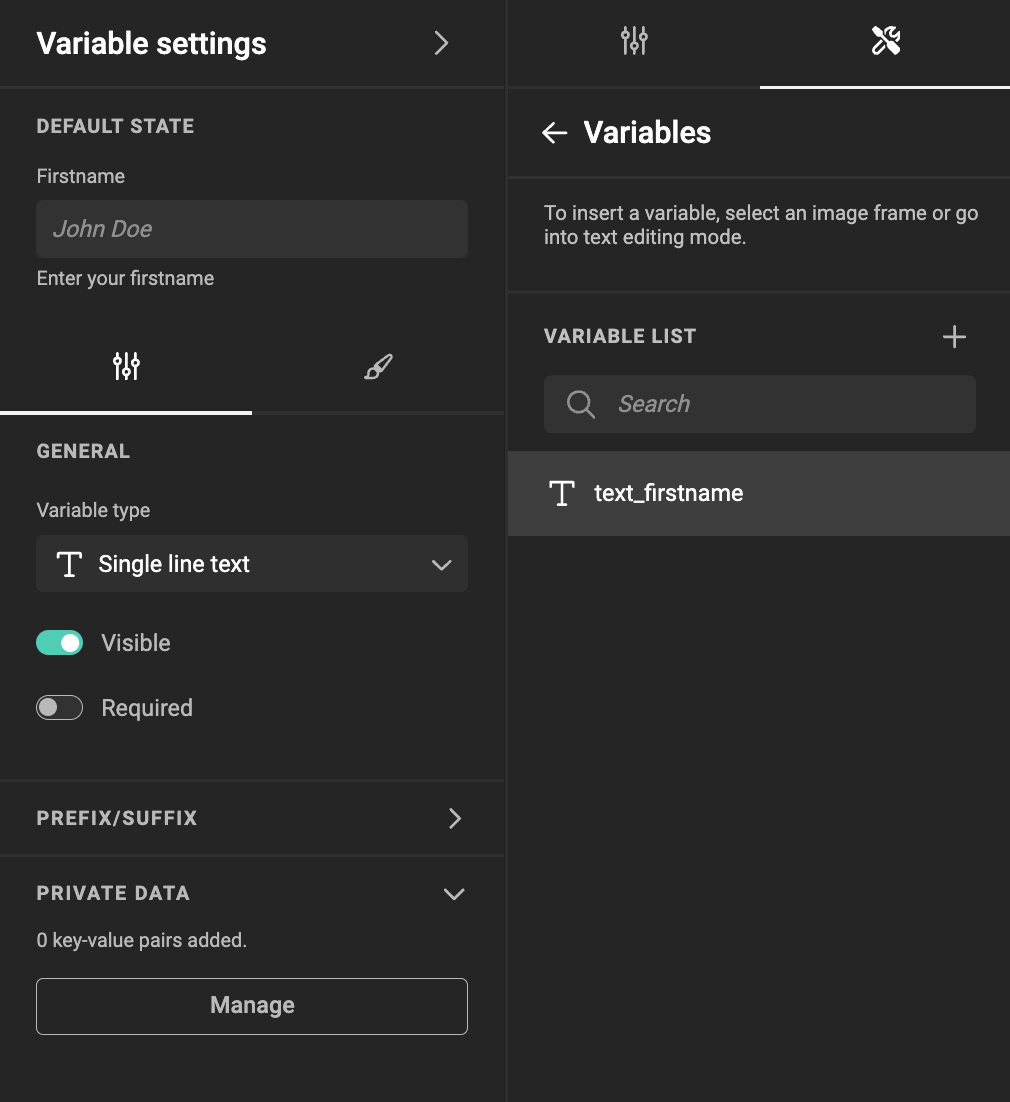 Variable settings
DEFAULT STATE
Firstname
John Doe
Enter your firstname
GENERAL
Variable type
Single line text
Visible
Required
PREFIX/SUFFIX
PRIVATE DATA
0 key-value pairs added.
Manage
Variables
To insert a variable, select an image frame or go
into text editing mode.
VARIABLE LIST
Search
text_firstname